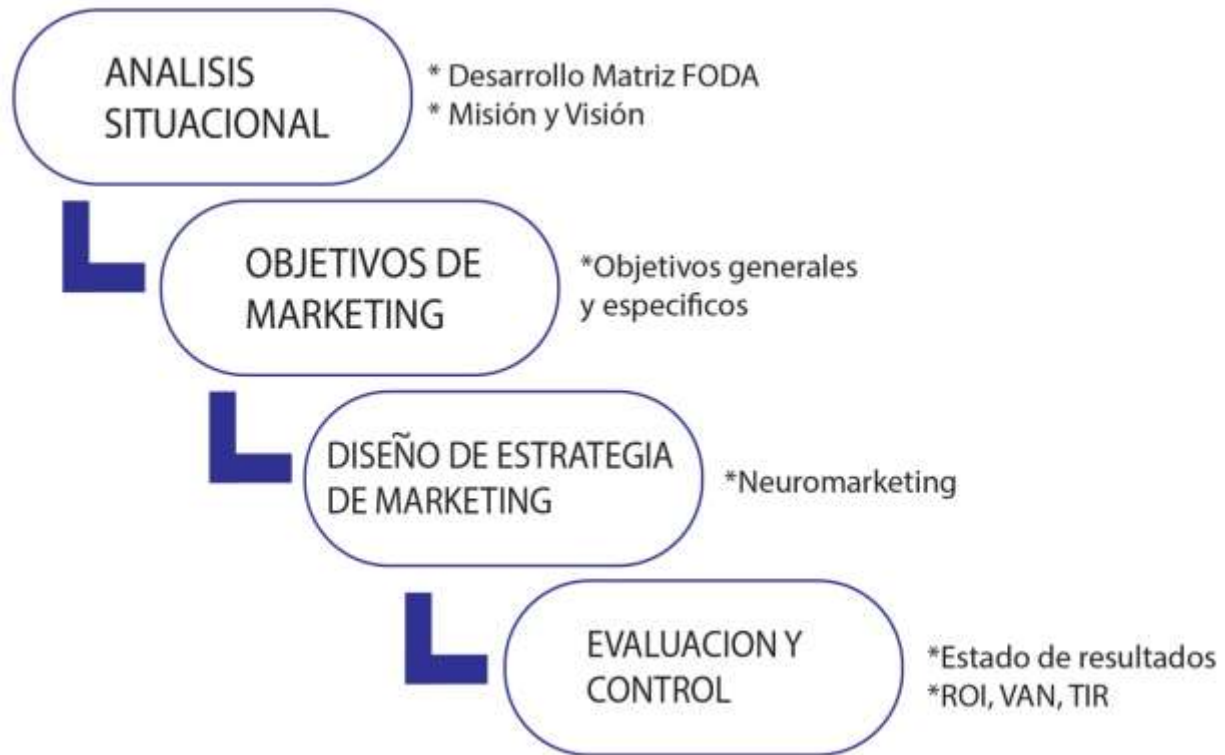 ANALISIS
SITUACIONAL
* Desarrollo Matriz FODA
* Misión y Visión
OBJETIVOS DE
MARKETING
*Objetivos generales
y especificos
DISEÑO DE ESTRATEGIA
DE MARKETING
*Neuromarketing
EVALUACION Y
CONTROL
*Estado de resultados
*ROI, VAN, TIR